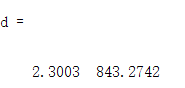 d =
2.3003 843.2742